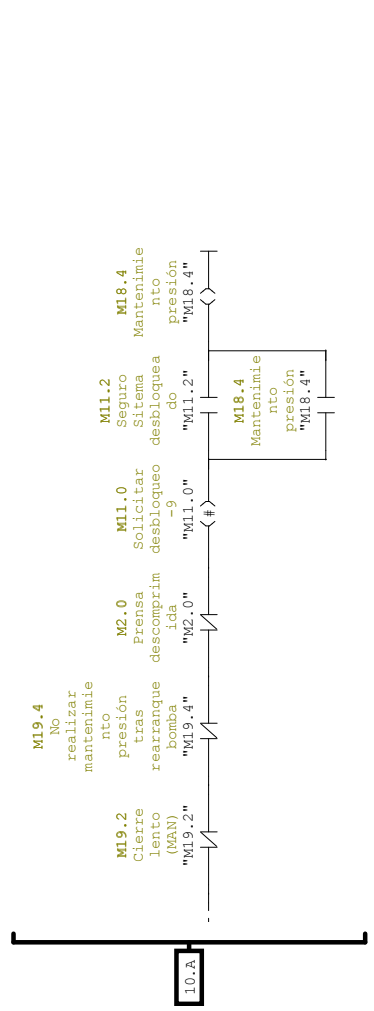 10.A
M19.2
Cierre
lento
(MAN)
"M19.2"
M19.4
No
realizar
mantenimie
nto
presión
tras
rearranque
bomba
"M19.4"
M2.0
Prensa
descomprim
ida
"M2.0"
M11.0
Solicitar
desbloqueo
-9
"M11.0"
#
M11.2
Seguro
Sitema
desbloquea
do
"M11.2"
M18.4
Mantenimie
nto
presión
"M18.4"
M18.4
Mantenimie
nto
presión
"M18.4"